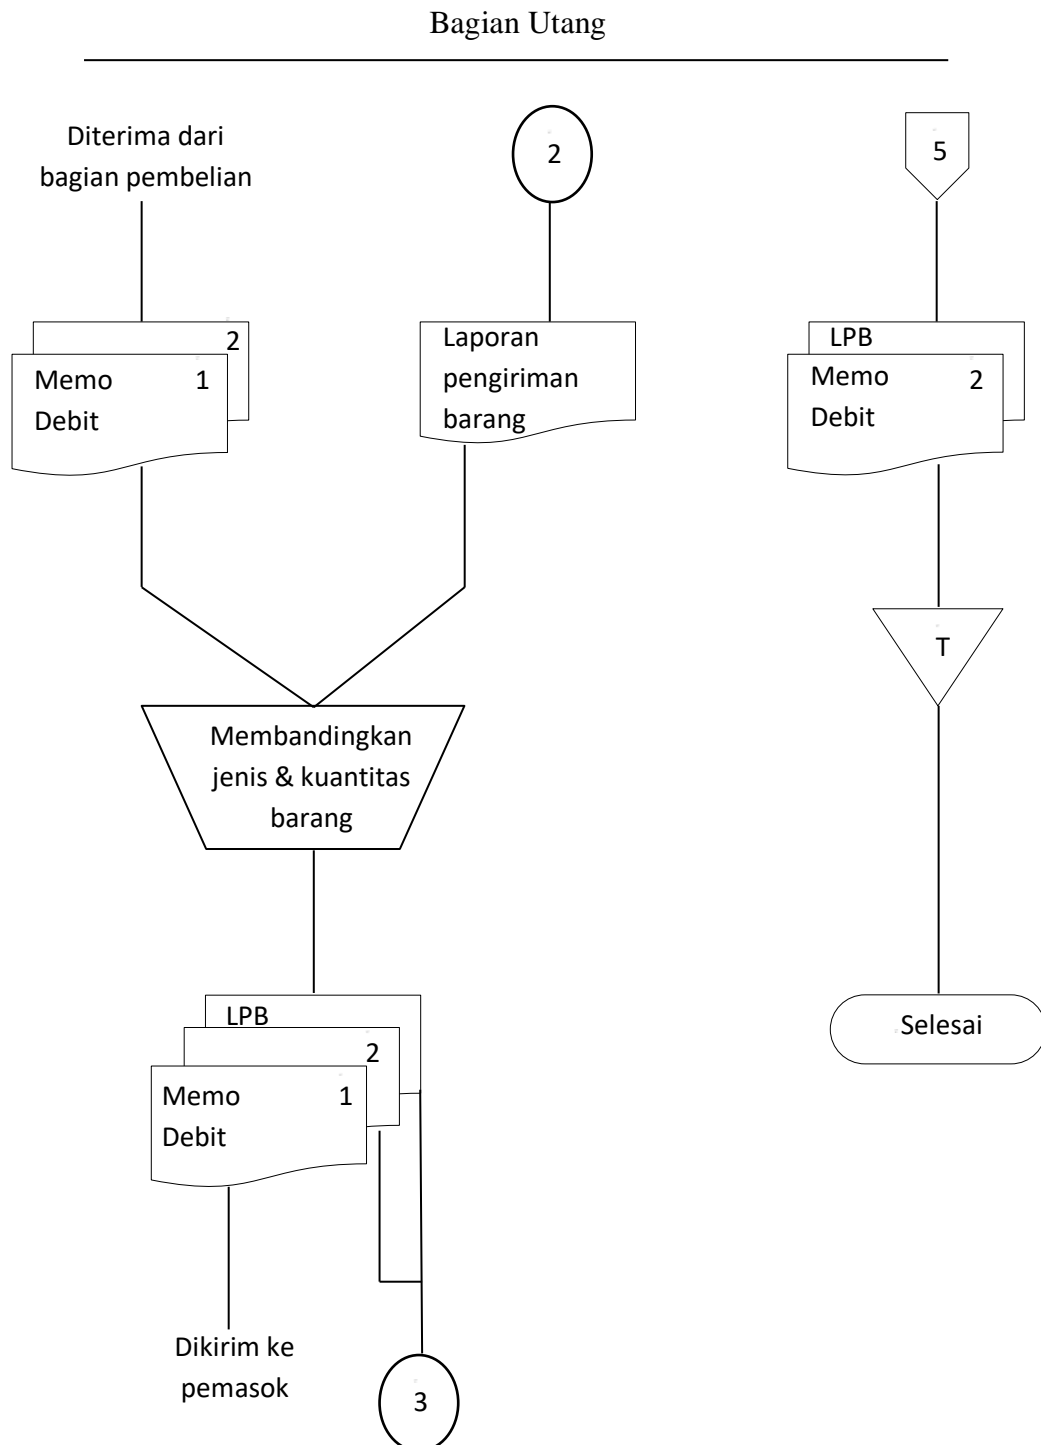 Bagian Utang
Diterima dari
bagian pembelian
2
5
2
Memo 1
Debit
Laporan
pengiriman
barang
LPB
Memo 2
Debit
T
Membandingkan
jenis & kuantitas
barang
LPB
2
Memo 1
Debit
Selesai
Dikirim ke
pemasok
3